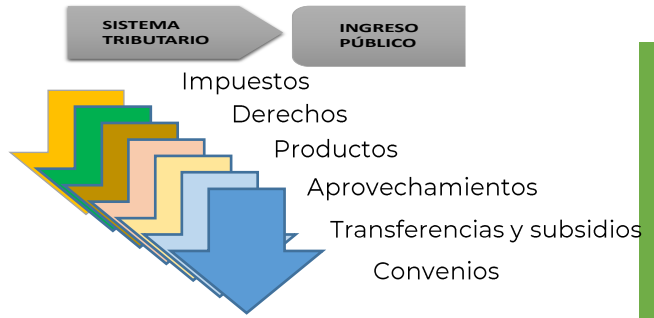 SISTEMA
TRIBUTARIO
INGRESO
PÚBLICO
Impuestos
Derechos
Productos
Aprovechamientos
Transferencias y subsidios
Convenios